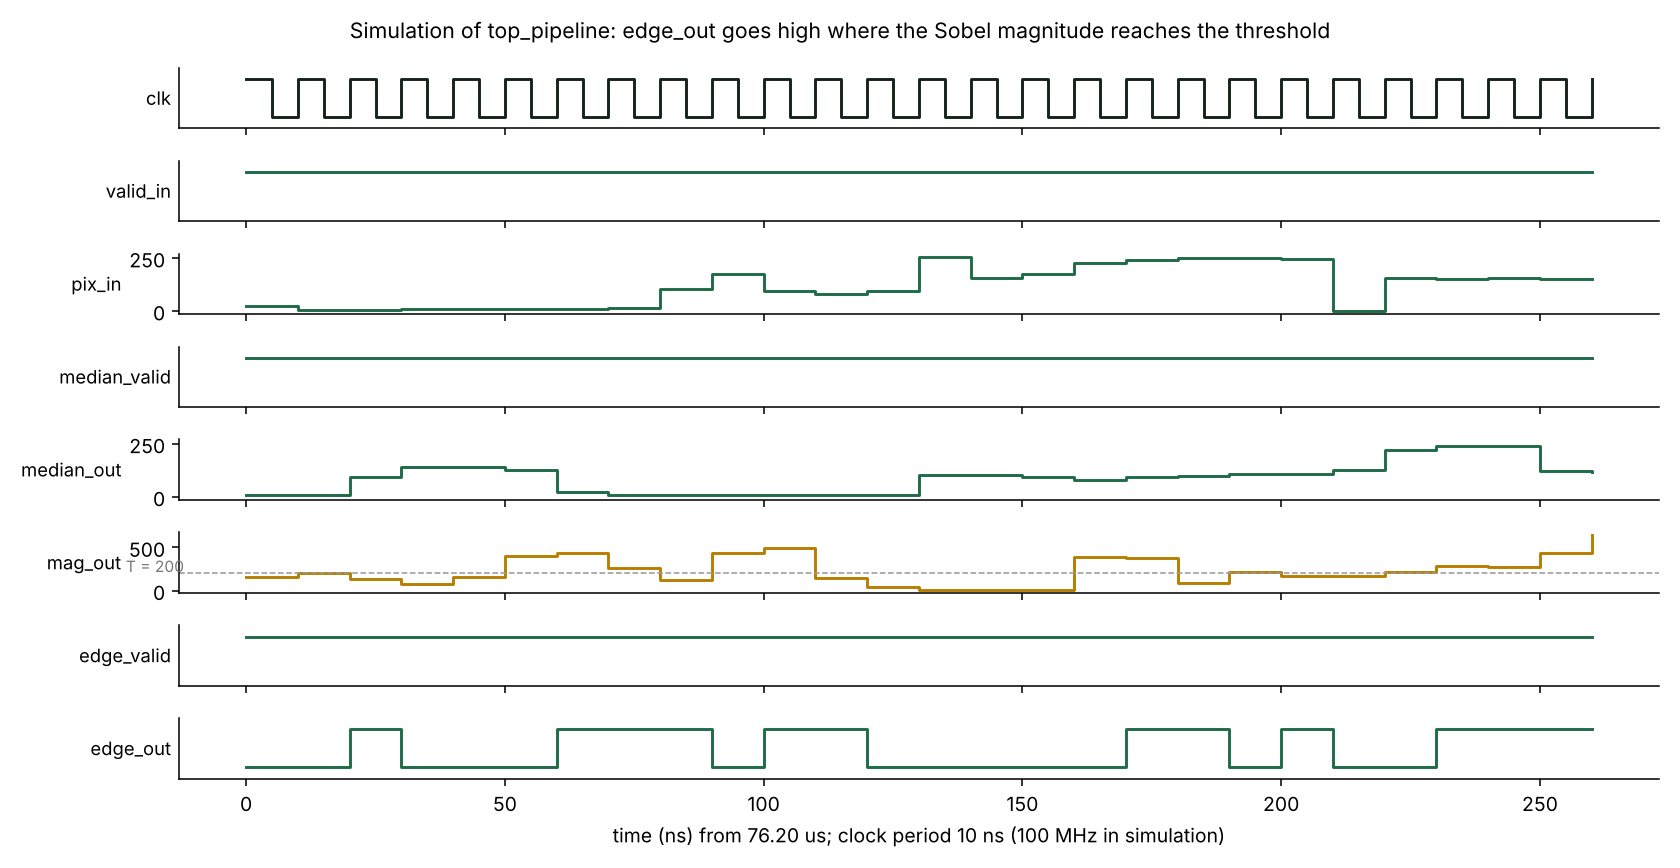 Simulation of top_pipeline: edge_out goes high where the Sobel magnitude reaches the threshold
clk
valid_in
250
pix_in
0
median_valid
250
median_out
0
500
mag_out
T = 200
0
edge_valid
edge_out
0 50 100 150 200 250
time (ns) from 76.20 us; clock period 10 ns (100 MHz in simulation)